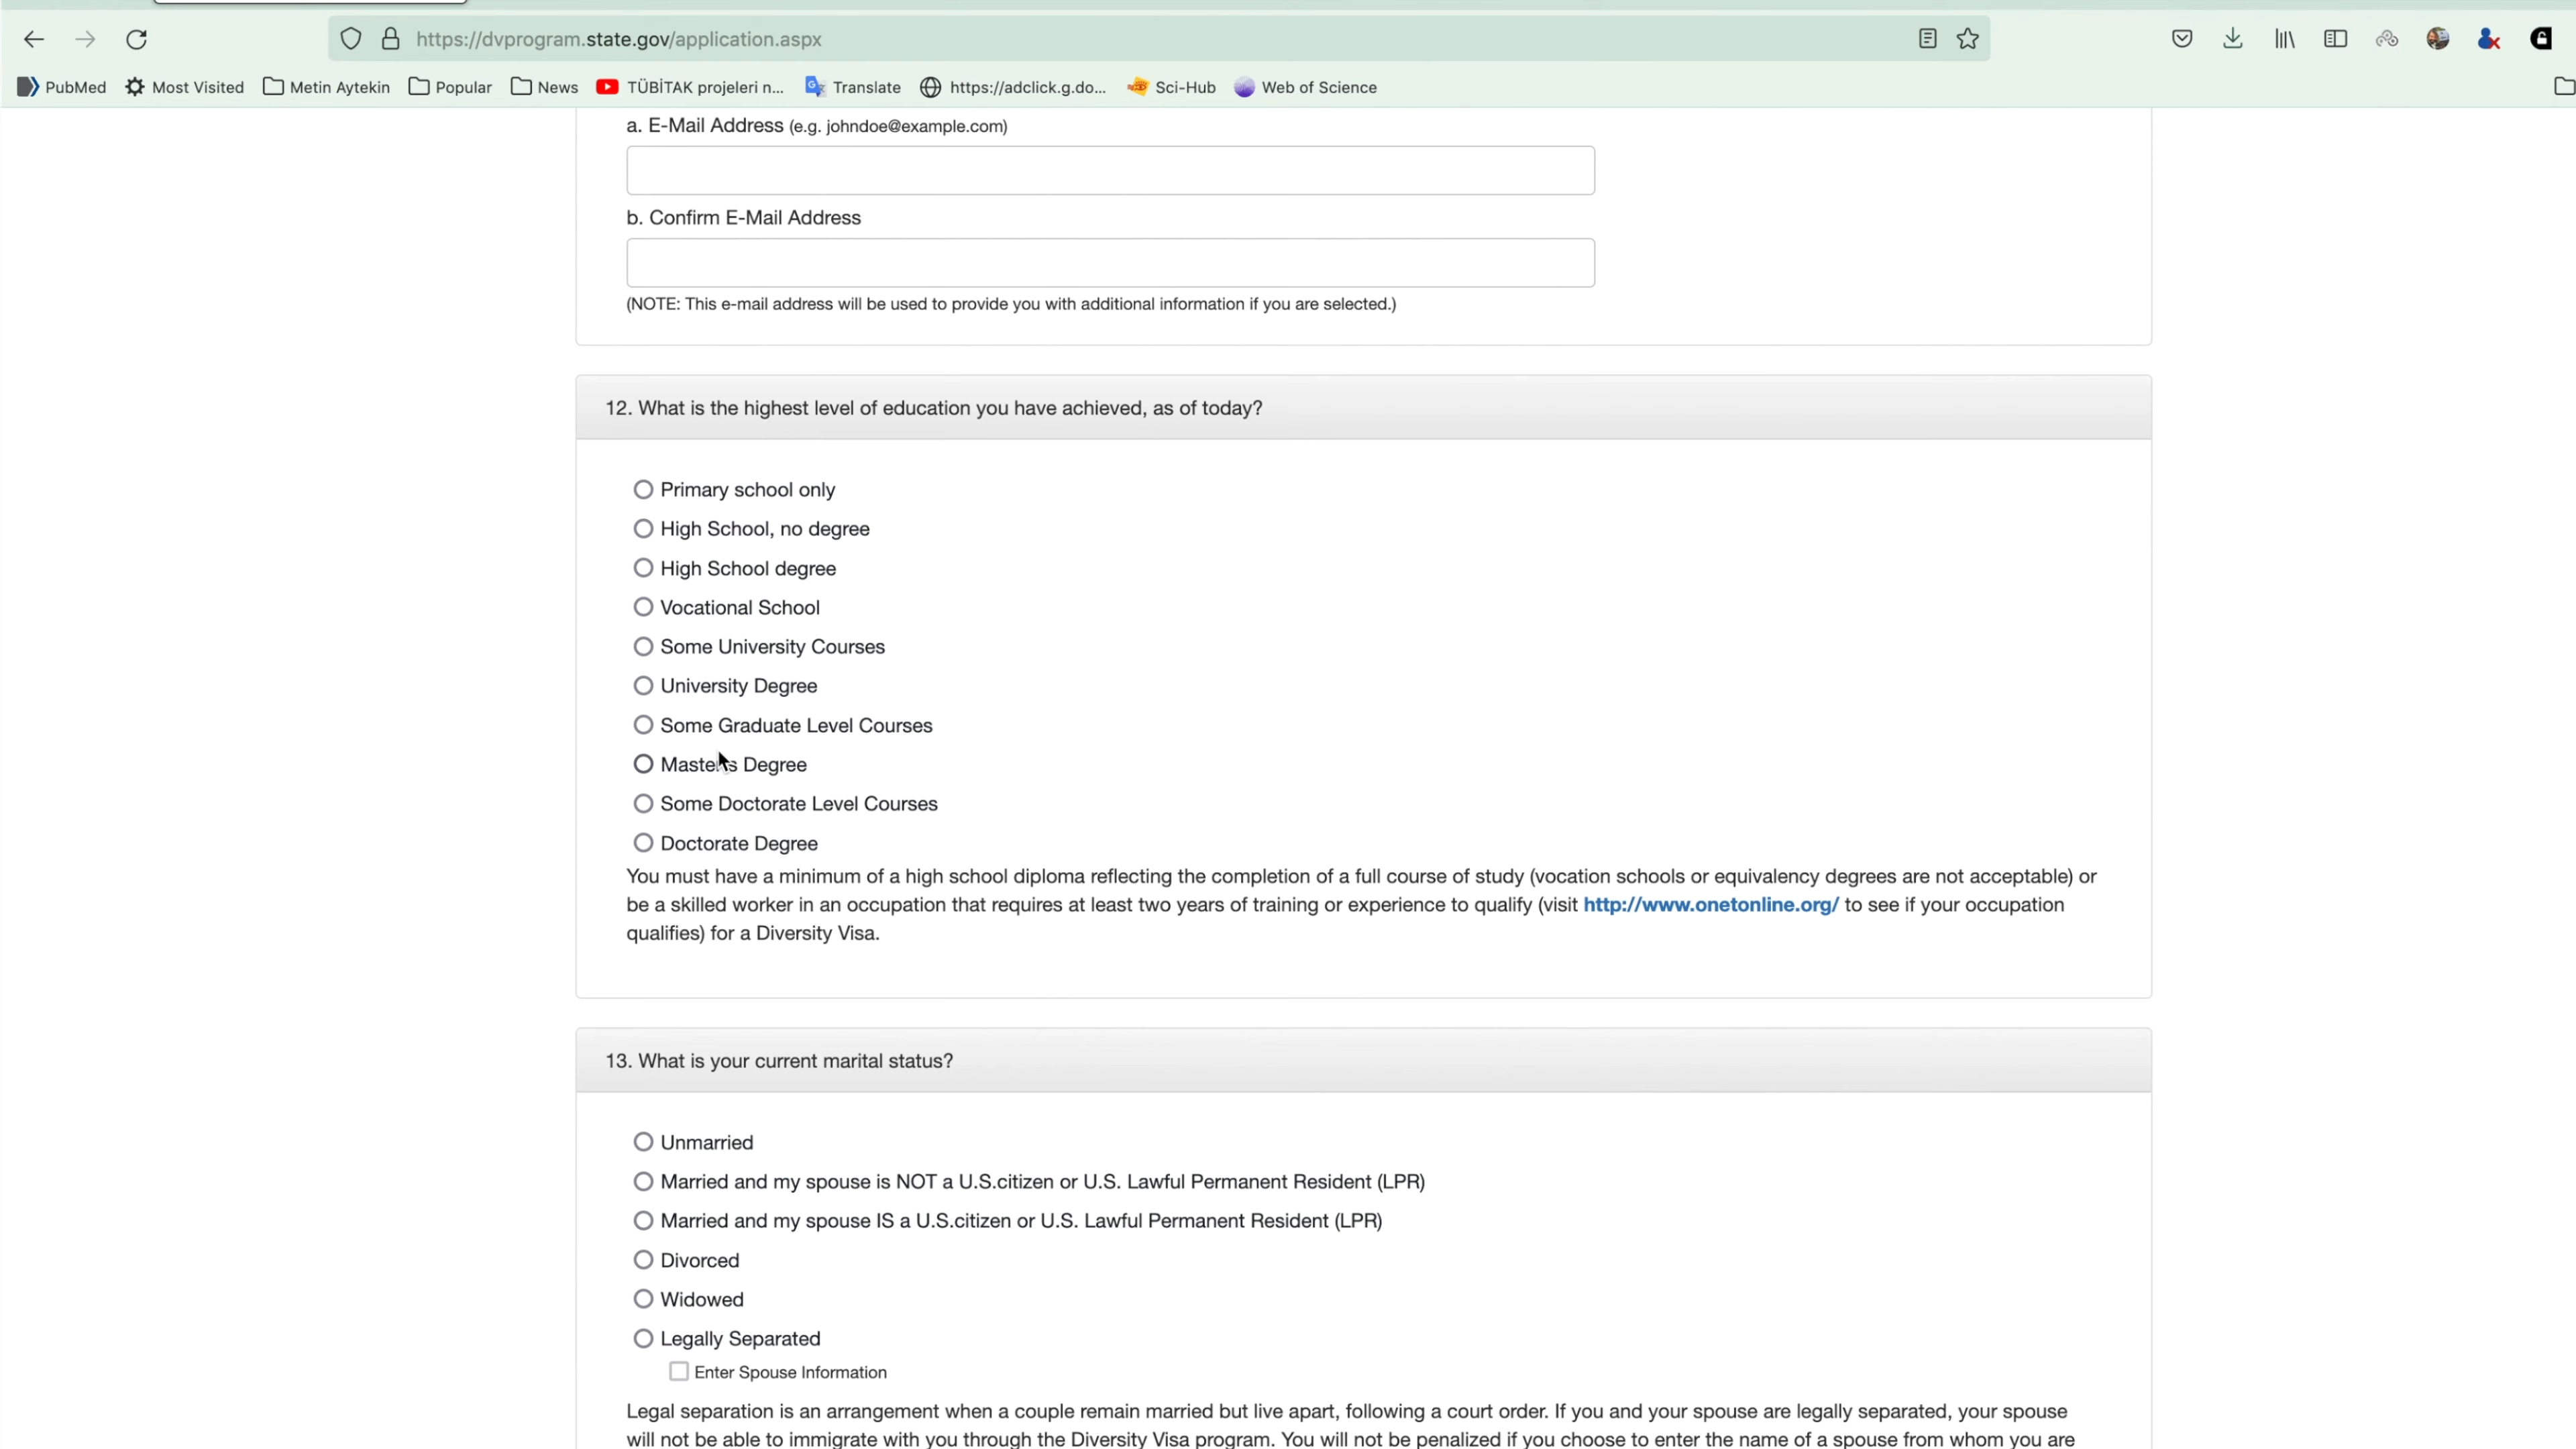 https://dvprogram.state.gov/application.aspx
PubMed Most Visited Metin Aytekin Popular News TÜBİTAK projeleri n... Translate https://adclick.g.do... Sci-Hub Web of Science
a. E-Mail Address (e.g. johndoe@example.com)
b. Confirm E-Mail Address
(NOTE: This e-mail address will be used to provide you with additional information if you are selected.)
12. What is the highest level of education you have achieved, as of today?
Primary school only
High School, no degree
High School degree
Vocational School
Some University Courses
University Degree
Some Graduate Level Courses
Master's Degree
Some Doctorate Level Courses
Doctorate Degree
You must have a minimum of a high school diploma reflecting the completion of a full course of study (vocation schools or equivalency degrees are not acceptable) or
be a skilled worker in an occupation that requires at least two years of training or experience to qualify (visit http://www.onetonline.org/ to see if your occupation
qualifies) for a Diversity Visa.
13. What is your current marital status?
Unmarried
Married and my spouse is NOT a U.S.citizen or U.S. Lawful Permanent Resident (LPR)
Married and my spouse IS a U.S.citizen or U.S. Lawful Permanent Resident (LPR)
Divorced
Widowed
Legally Separated
Enter Spouse Information
Legal separation is an arrangement when a couple remain married but live apart, following a court order. If you and your spouse are legally separated, your spouse
will not be able to immigrate with you through the Diversity Visa program. You will not be penalized if you choose to enter the name of a spouse from whom you are